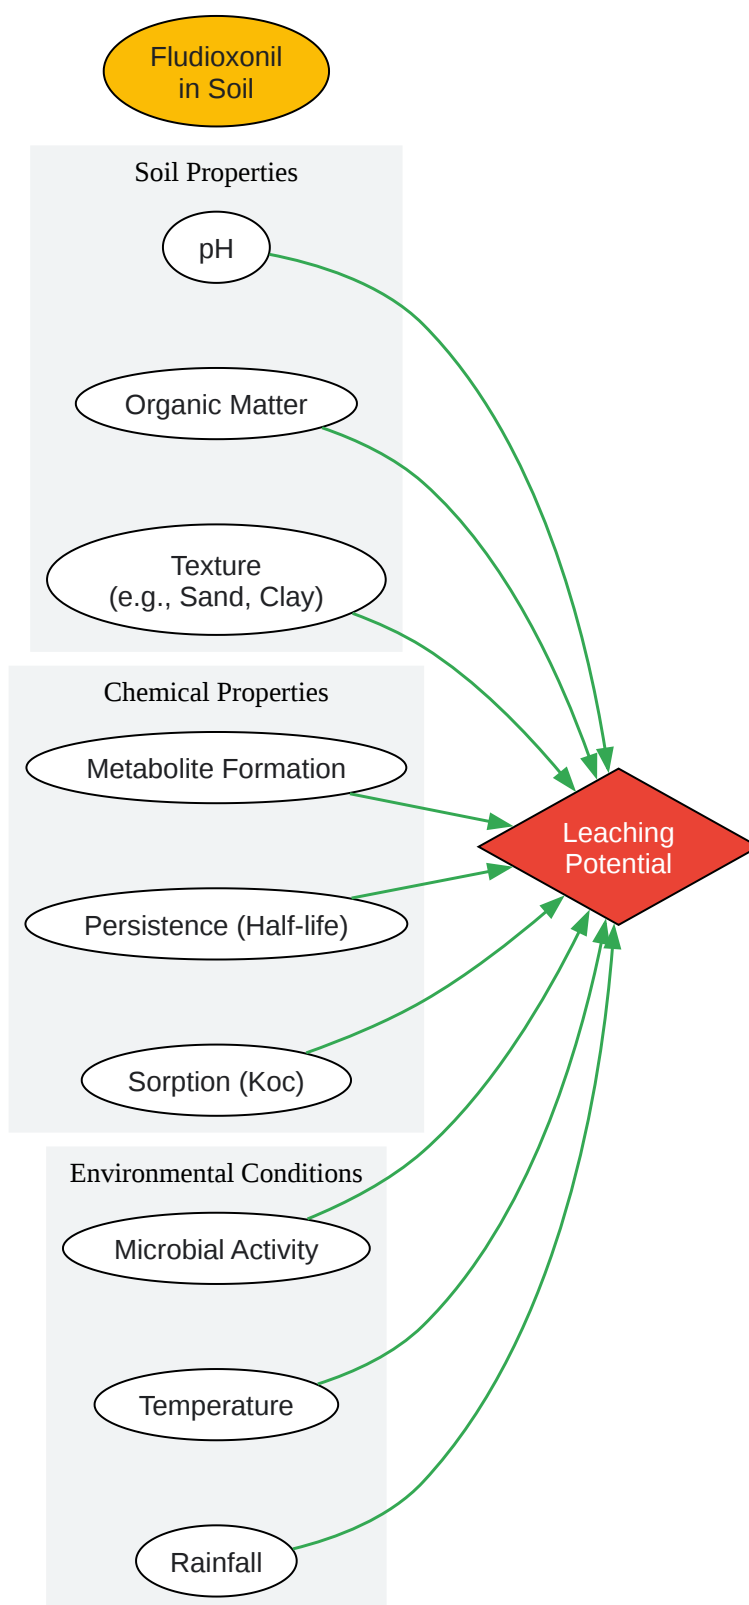 Fludioxonil
in Soil
Soil Properties
pH
Organic Matter
Texture
(e.g., Sand, Clay)
Chemical Properties
Metabolite Formation
Leaching
Potential
Persistence (Half-life)
Sorption (Koc)
Environmental Conditions
Microbial Activity
Temperature
Rainfall